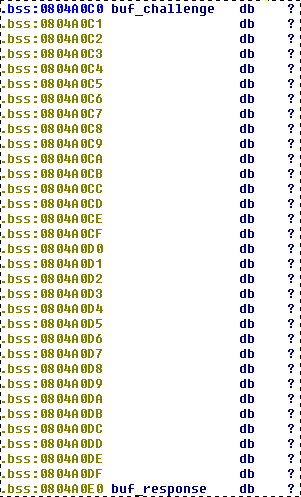 .bss:0804A0C0 buf_challenge db ?
.bss:0804A0C1 db ?
.bss:0804A0C2 db ?
.bss:0804A0C3 db ?
.bss:0804A0C4 db ?
.bss:0804A0C5 db ?
.bss:0804A0C6 db ?
.bss:0804A0C7 db ?
.bss:0804A0C8 db ?
.bss:0804A0C9 db ?
.bss:0804A0CA db ?
.bss:0804A0CB db ?
.bss:0804A0CC db ?
.bss:0804A0CD db ?
.bss:0804A0CE db ?
.bss:0804A0CF db ?
.bss:0804A0D0 db ?
.bss:0804A0D1 db ?
.bss:0804A0D2 db ?
.bss:0804A0D3 db ?
.bss:0804A0D4 db ?
.bss:0804A0D5 db ?
.bss:0804A0D6 db ?
.bss:0804A0D7 db ?
.bss:0804A0D8 db ?
.bss:0804A0D9 db ?
.bss:0804A0DA db ?
.bss:0804A0DB db ?
.bss:0804A0DC db ?
.bss:0804A0DD db ?
.bss:0804A0DE db ?
.bss:0804A0DF db ?
.bss:0804A0E0 buf_response db ?